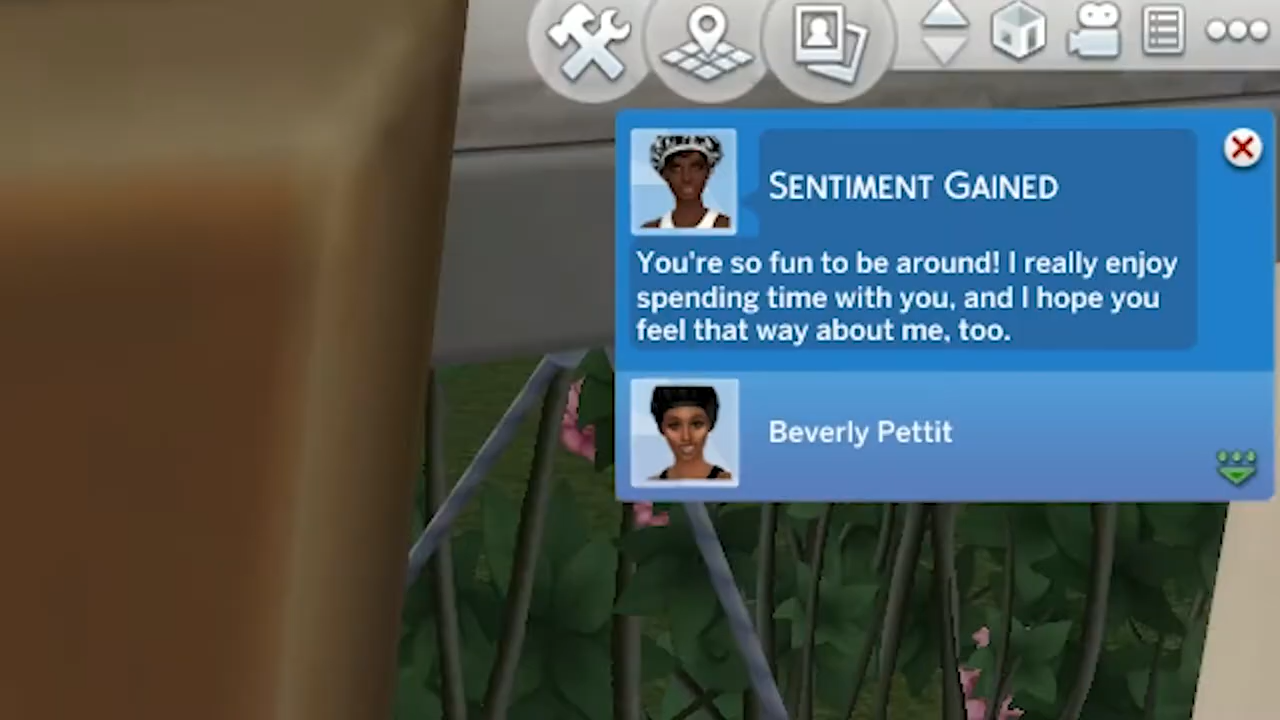 SENTIMENT GAINED
You're so fun to be around! I really enjoy
spending time with you, and I hope you
feel that way about me, too.
Beverly Pettit